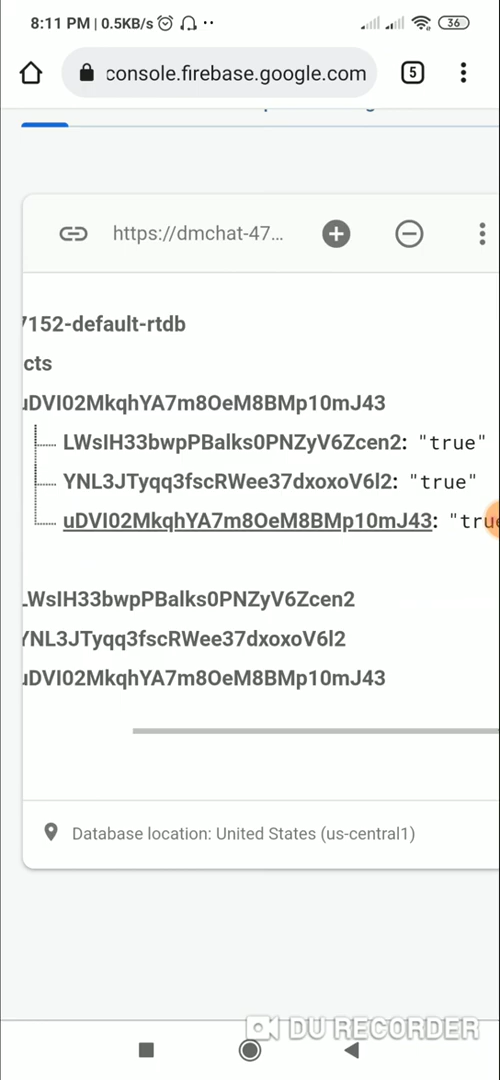 8:11 PM | 0.5KB/s
36
console.firebase.google.com
5
https://dmchat-47...
7152-default-rtdb
cts
uDVI02MkqhYA7m8OeM8BMp10mJ43
LWsIH33bwpPBalks0PNZyV6Zcen2: "true"
YNL3JTyqq3fscRWee37dxoxoV6l2: "true"
uDVI02MkqhYA7m8OeM8BMp10mJ43: "true
LWsIH33bwpPBalks0PNZyV6Zcen2
YNL3JTyqq3fscRWee37dxoxoV6l2
uDVI02MkqhYA7m8OeM8BMp10mJ43
Database location: United States (us-central1)
DU RECORDER